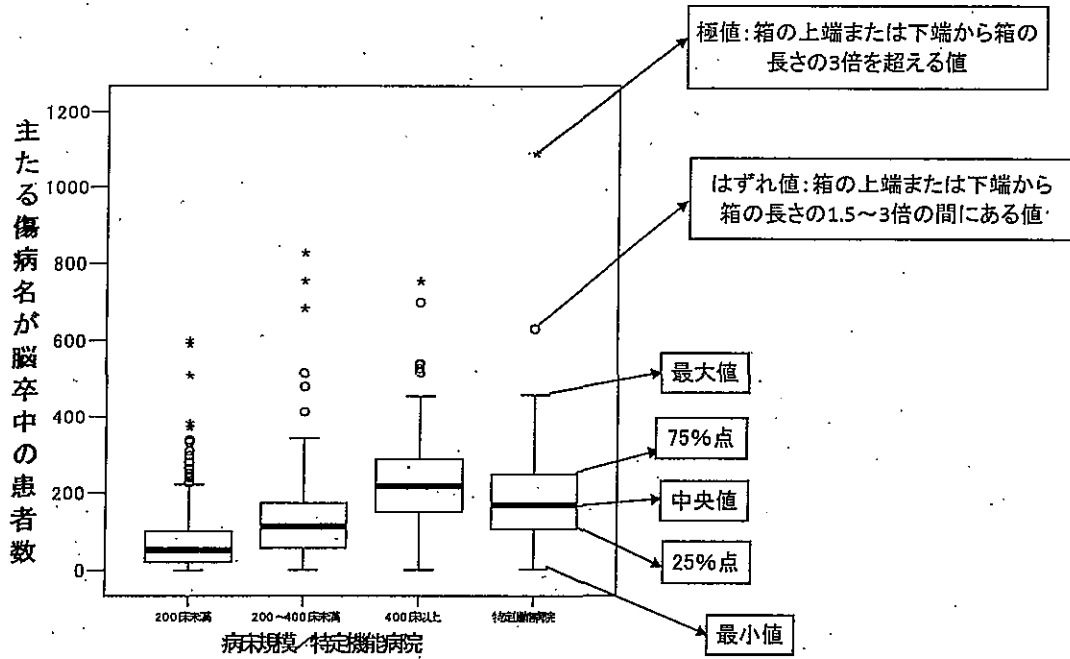 極値:箱の上端または下端から箱の
長さの3倍を超える値
はずれ値:箱の上端または下端から
箱の長さの1.5～3倍の間にある値
主たる傷病名が脳卒中の患者数
1200
1000
800
600
400
200
0
最大値
75%点
中央値
25%点
最小値
200床未満
200～400床未満
400床以上
特定機能病院
病床規模／特定機能病院